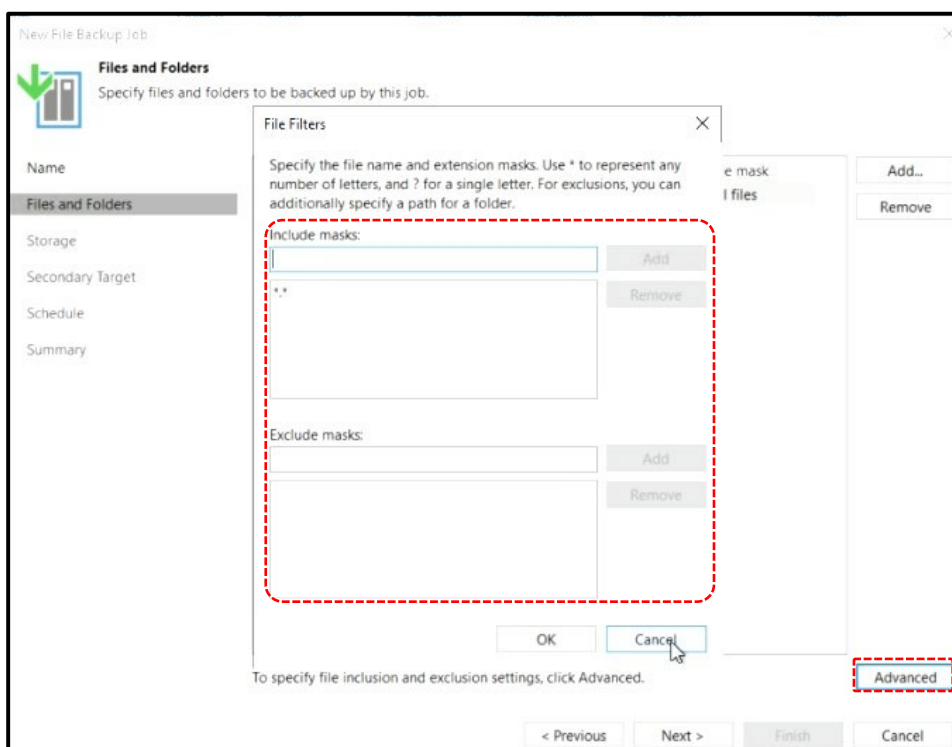 New File Backup Job
Files and Folders
Specify files and folders to be backed up by this job.
File Filters
Name
Files and Folders
Storage
Secondary Target
Schedule
Summary
Specify the file name and extension masks. Use * to represent any
number of letters, and ? for a single letter. For exclusions, you can
additionally specify a path for a folder.
Include masks:
Add
*.*
Remove
Exclude masks:
Add
Remove
OK
Cancel
e mask
l files
Add...
Remove
To specify file inclusion and exclusion settings, click Advanced.
Advanced
< Previous
Next >
Finish
Cancel